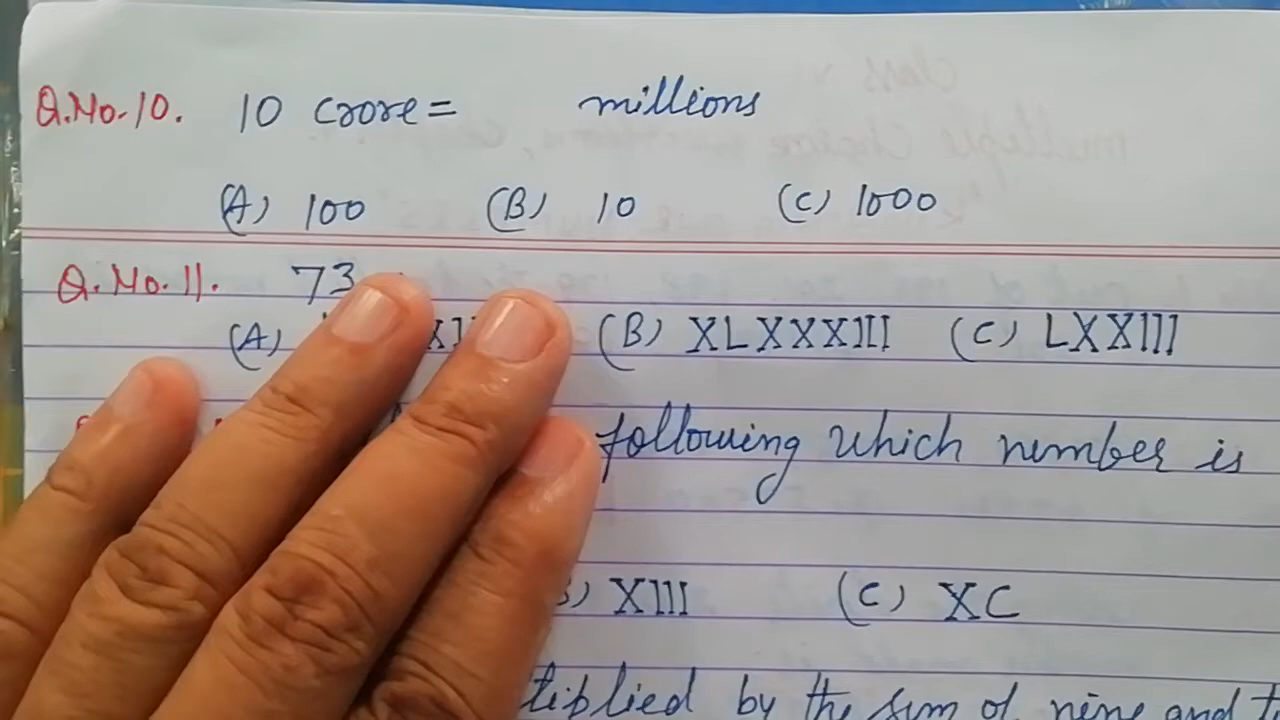 Q.No.10. 10 crore= millions
(A) 100 (B) 10 (C) 1000
Q.No.11. 73
(A) (B) XLXXXIII (C) LXXIII
following which number is
XIII (C) XC
by the sum of nine and